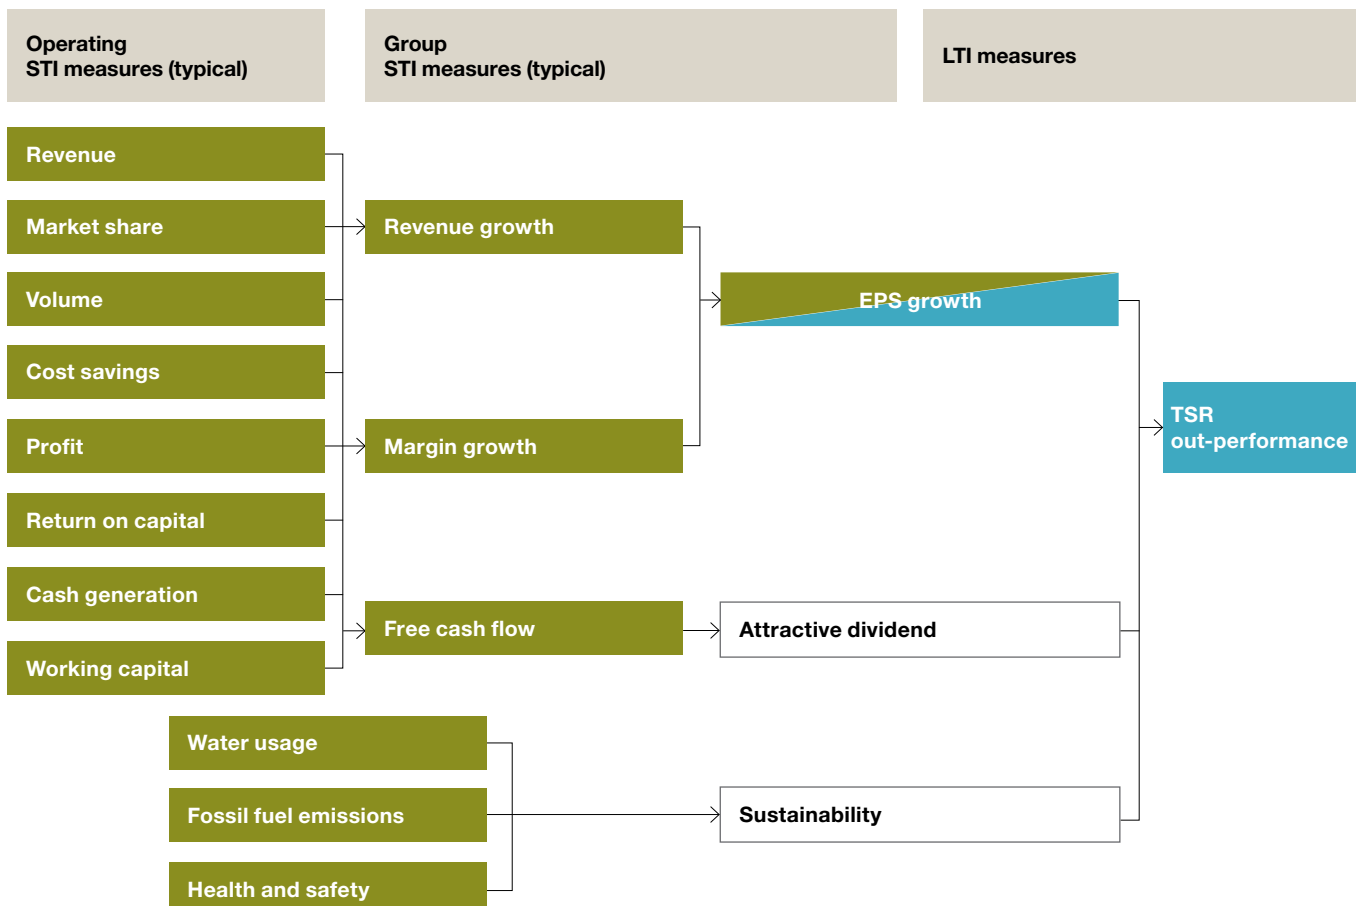 Operating
STI measures (typical)
Group
STI measures (typical)
LTI measures
Revenue
Market share
Volume
Cost savings
Profit
Return on capital
Cash generation
Working capital
Revenue growth
Margin growth
Free cash flow
EPS growth
Attractive dividend
TSR
out-performance
Water usage
Fossil fuel emissions
Health and safety
Sustainability